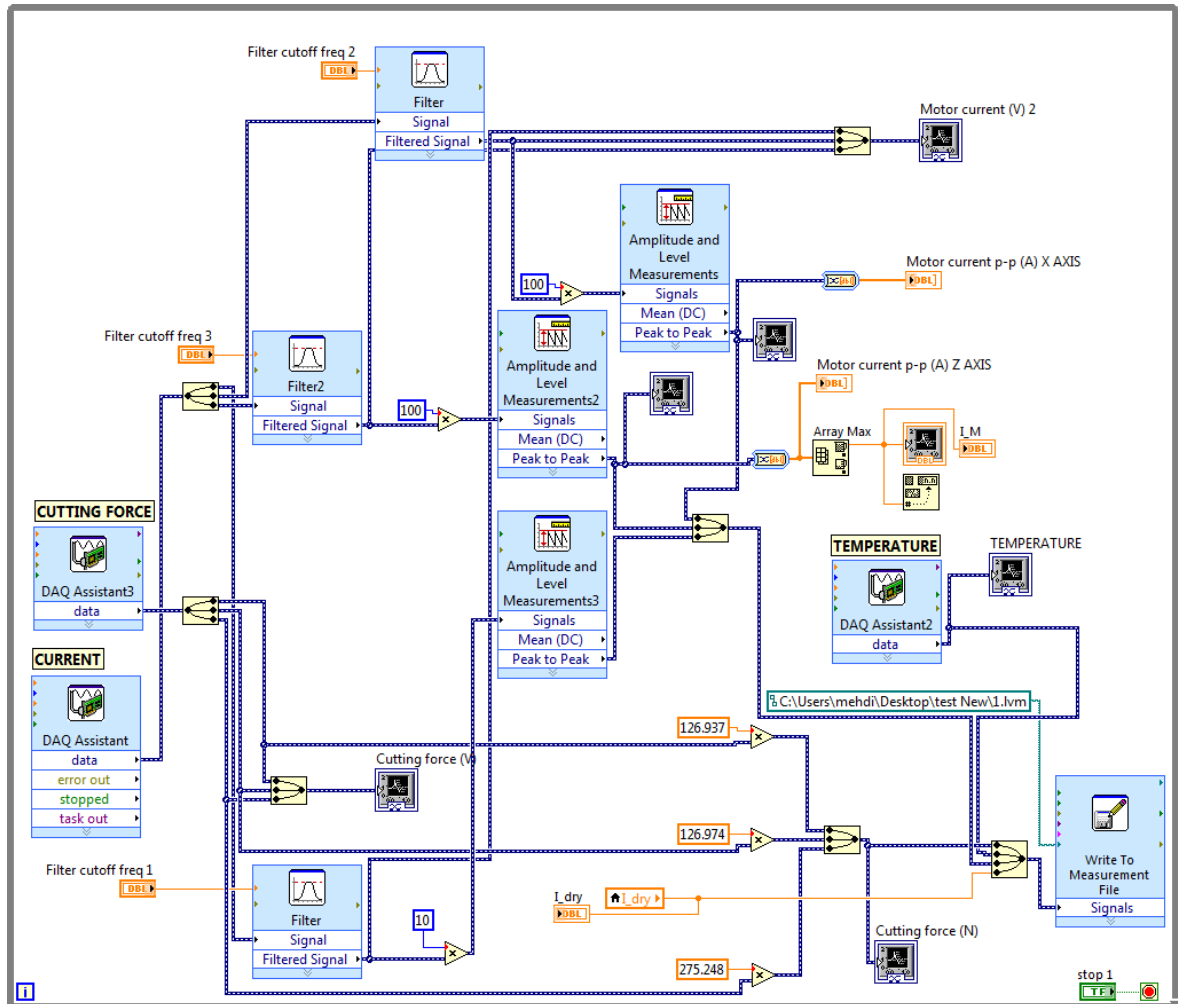 Filter cutoff freq 2
DBL
Filter
Signal
Filtered Signal
Motor current (V) 2
Amplitude and
Level
Measurements
Signals
Mean (DC)
Peak to Peak
100
Motor current p-p (A) X AXIS
DBL
Filter cutoff freq 3
DBL
Filter2
Signal
Filtered Signal
100
Amplitude and
Level
Measurements2
Signals
Mean (DC)
Peak to Peak
Motor current p-p (A) Z AXIS
DBL
Array Max
DBL
I_M
DBL
CUTTING FORCE
DAQ Assistant3
data
Amplitude and
Level
Measurements3
Signals
Mean (DC)
Peak to Peak
TEMPERATURE
DAQ Assistant2
data
TEMPERATURE
CURRENT
DAQ Assistant
data
error out
stopped
task out
C:\Users\mehdi\Desktop\test New\1.lvm
126.937
Cutting force (V)
126.974
Write To
Measurement
File
Signals
Filter cutoff freq 1
DBL
Filter
Signal
Filtered Signal
10
I_dry
DBL
I_dry
Cutting force (N)
275.248
stop 1
TF
i